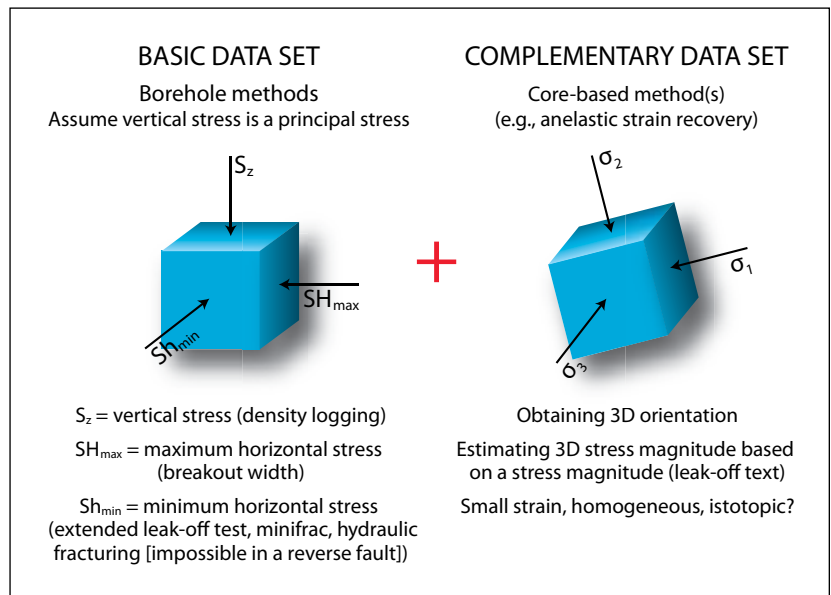 BASIC DATA SET
Borehole methods
Assume vertical stress is a principal stress
Sz
SHmax
Shmin
Sz = vertical stress (density logging)
SHmax = maximum horizontal stress
(breakout width)
Shmin = minimum horizontal stress
(extended leak-off test, minifrac, hydraulic
fracturing [impossible in a reverse fault])
+
COMPLEMENTARY DATA SET
Core-based method(s)
(e.g., anelastic strain recovery)
σ2
σ1
σ3
Obtaining 3D orientation
Estimating 3D stress magnitude based
on a stress magnitude (leak-off text)
Small strain, homogeneous, istotopic?